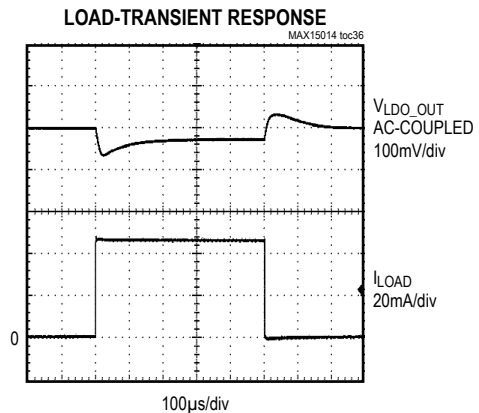 LOAD-TRANSIENT RESPONSE
MAX15014 toc36
VLDO_OUT
AC-COUPLED
100mV/div
ILOAD
20mA/div
0
100µs/div